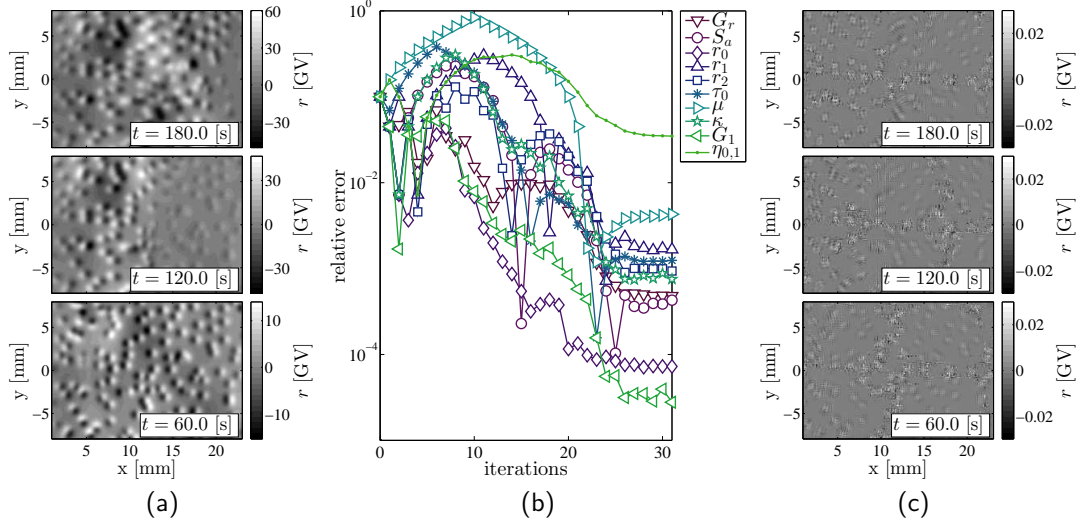 5
0
−5
y [mm]
t = 180.0 [s]
60
30
0
−30
−60
r [GV]
5
0
−5
y [mm]
t = 120.0 [s]
30
0
−30
r [GV]
5
0
−5
y [mm]
t = 60.0 [s]
10
0
−10
r [GV]
5 10 15 20
x [mm]
(a)
10^0
10^−2
10^−4
relative error
0 10 20 30
iterations
G_r
S_a
r_0
r_1
r_2
τ_0
μ
κ
G_1
η_{0,1}
(b)
5
0
−5
y [mm]
t = 180.0 [s]
0.02
0
−0.02
r [GV]
5
0
−5
y [mm]
t = 120.0 [s]
0.02
0
−0.02
r [GV]
5
0
−5
y [mm]
t = 60.0 [s]
0.02
0
−0.02
r [GV]
5 10 15 20
x [mm]
(c)